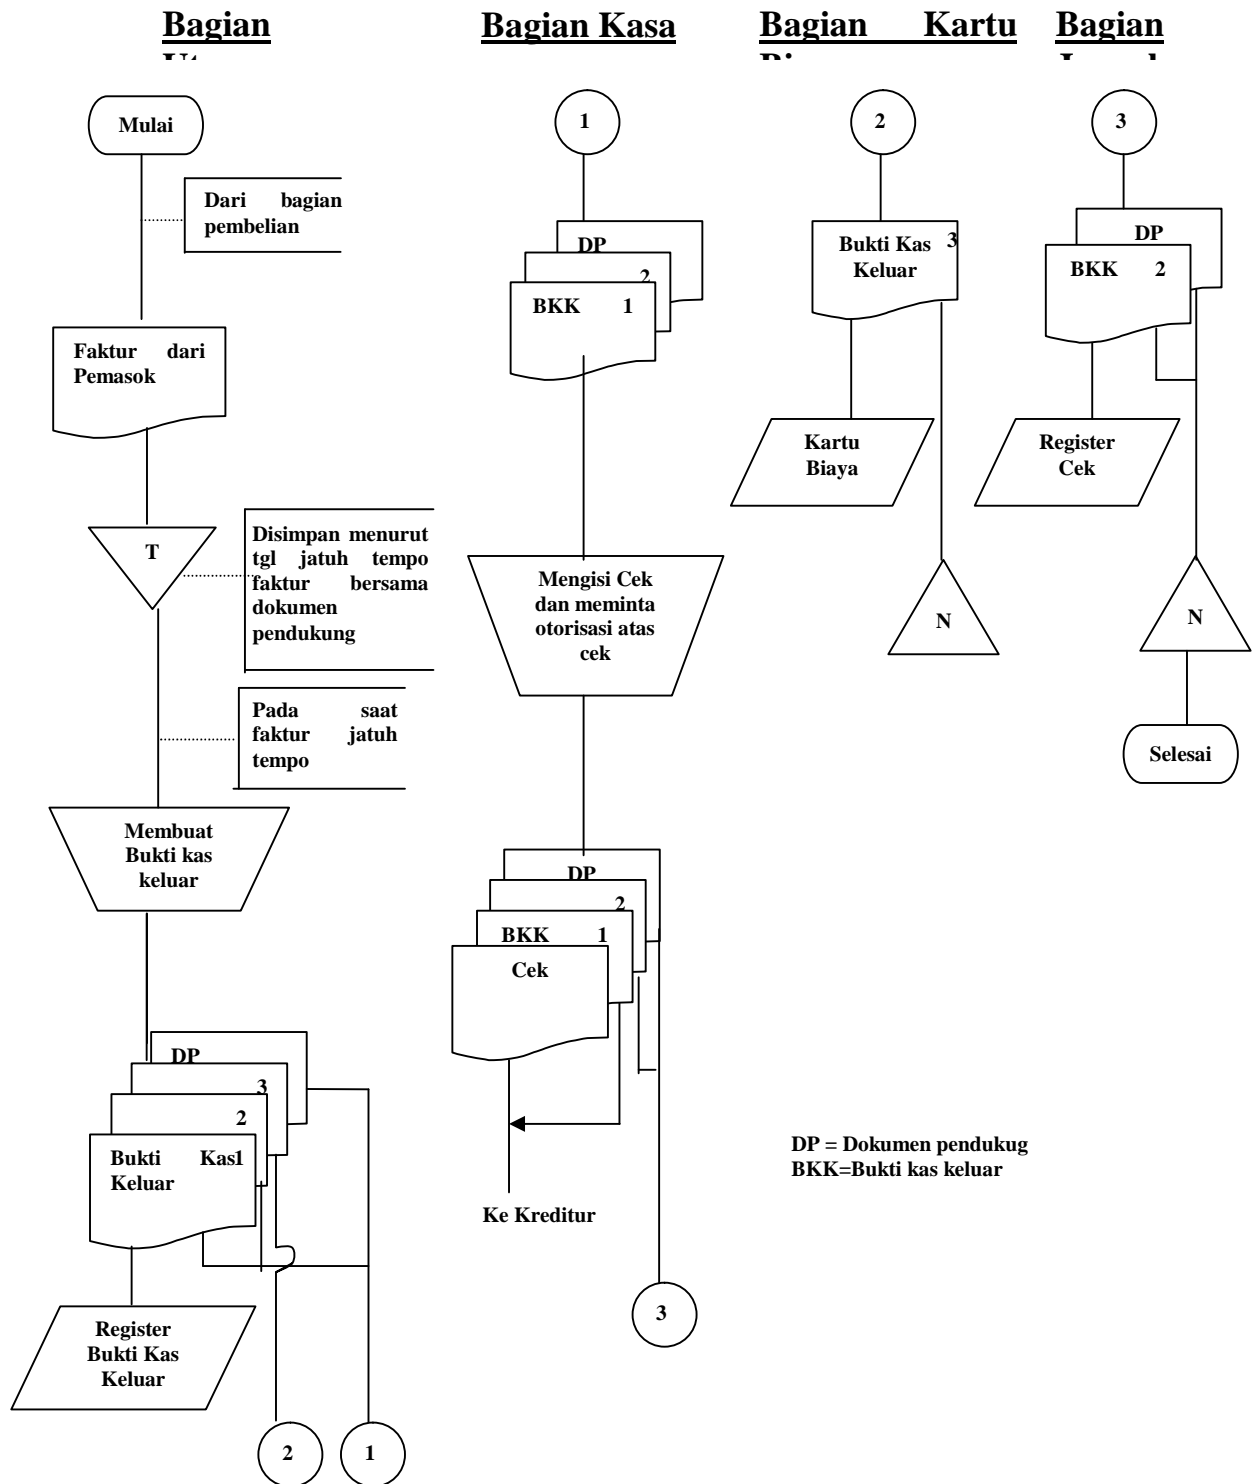 Bagian
Bagian Kasa
Bagian Kartu
Bagian
Mulai
Dari bagian
pembelian
Faktur dari
Pemasok
T
Disimpan menurut
tgl jatuh tempo
faktur bersama
dokumen
pendukung
Pada saat
faktur jatuh
tempo
Membuat
Bukti kas
keluar
DP
3
2
Bukti Kas1
Keluar
Register
Bukti Kas
Keluar
2
1
1
DP
2
BKK 1
Mengisi Cek
dan meminta
otorisasi atas
cek
DP
2
BKK 1
Cek
Ke Kreditur
3
2
Bukti Kas 3
Keluar
Kartu
Biaya
N
3
DP
BKK 2
Register
Cek
N
Selesai
DP = Dokumen pendukug
BKK=Bukti kas keluar